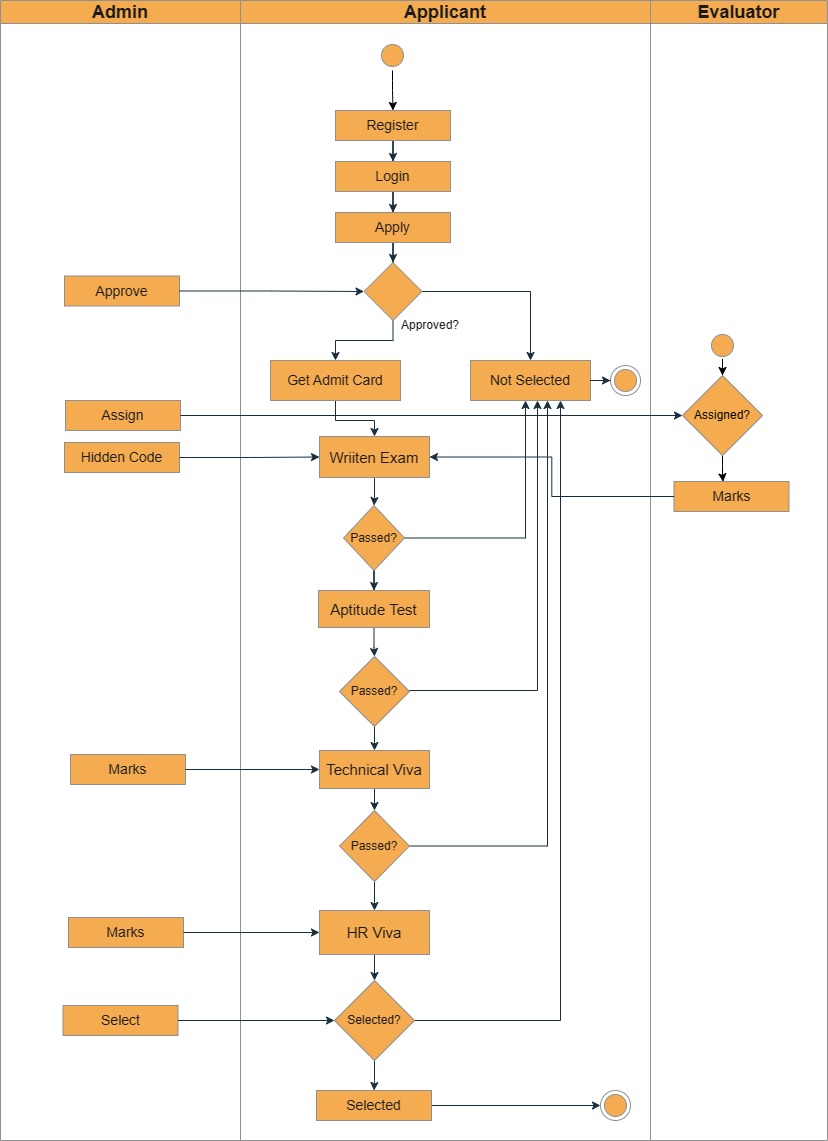 Admin
Applicant
Evaluator
Register
Login
Apply
Approve
Approved?
Get Admit Card
Not Selected
Assign
Assigned?
Hidden Code
Wriiten Exam
Marks
Passed?
Aptitude Test
Passed?
Marks
Technical Viva
Passed?
Marks
HR Viva
Select
Selected?
Selected